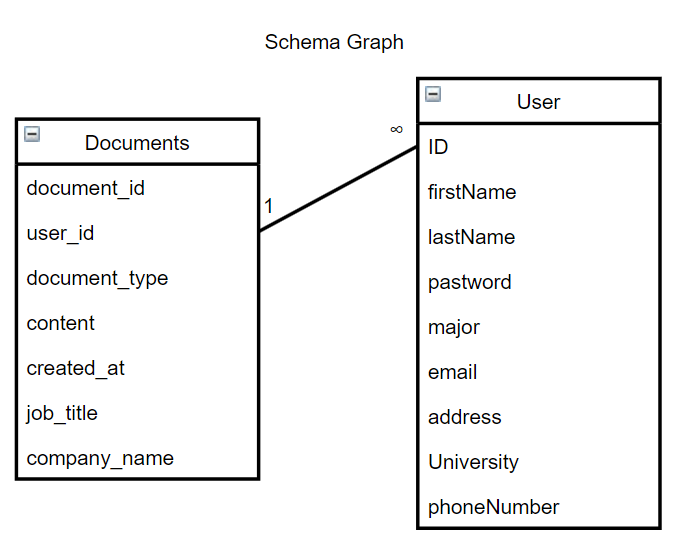 Schema Graph
Documents
document_id
user_id
document_type
content
created_at
job_title
company_name
1
∞
User
ID
firstName
lastName
pastword
major
email
address
University
phoneNumber